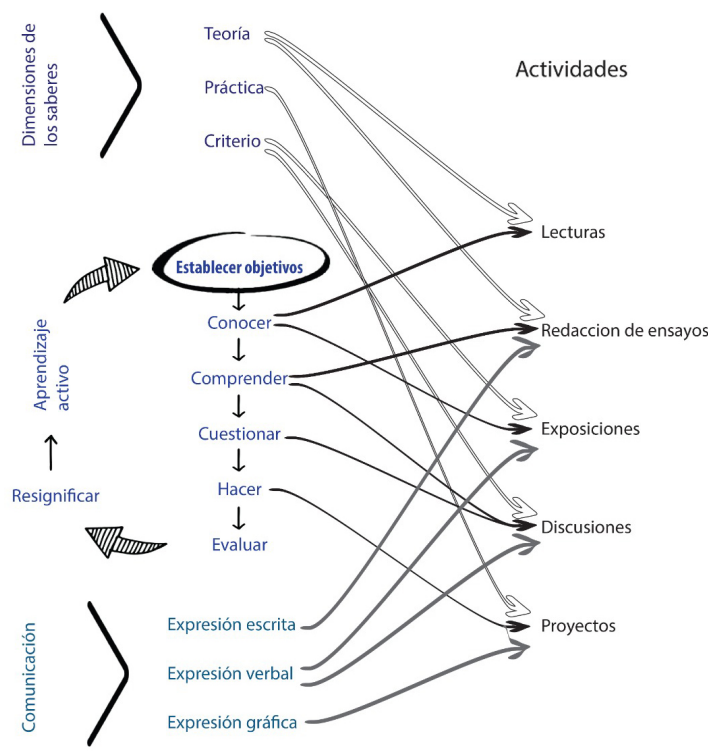 Dimensiones de
los saberes
Teoría
Práctica
Criterio
Actividades
Establecer objetivos
Conocer
Comprender
Cuestionar
Hacer
Evaluar
Resignificar
Aprendizaje
activo
Lecturas
Redaccion de ensayos
Exposiciones
Discusiones
Proyectos
Comunicación
Expresión escrita
Expresión verbal
Expresión gráfica